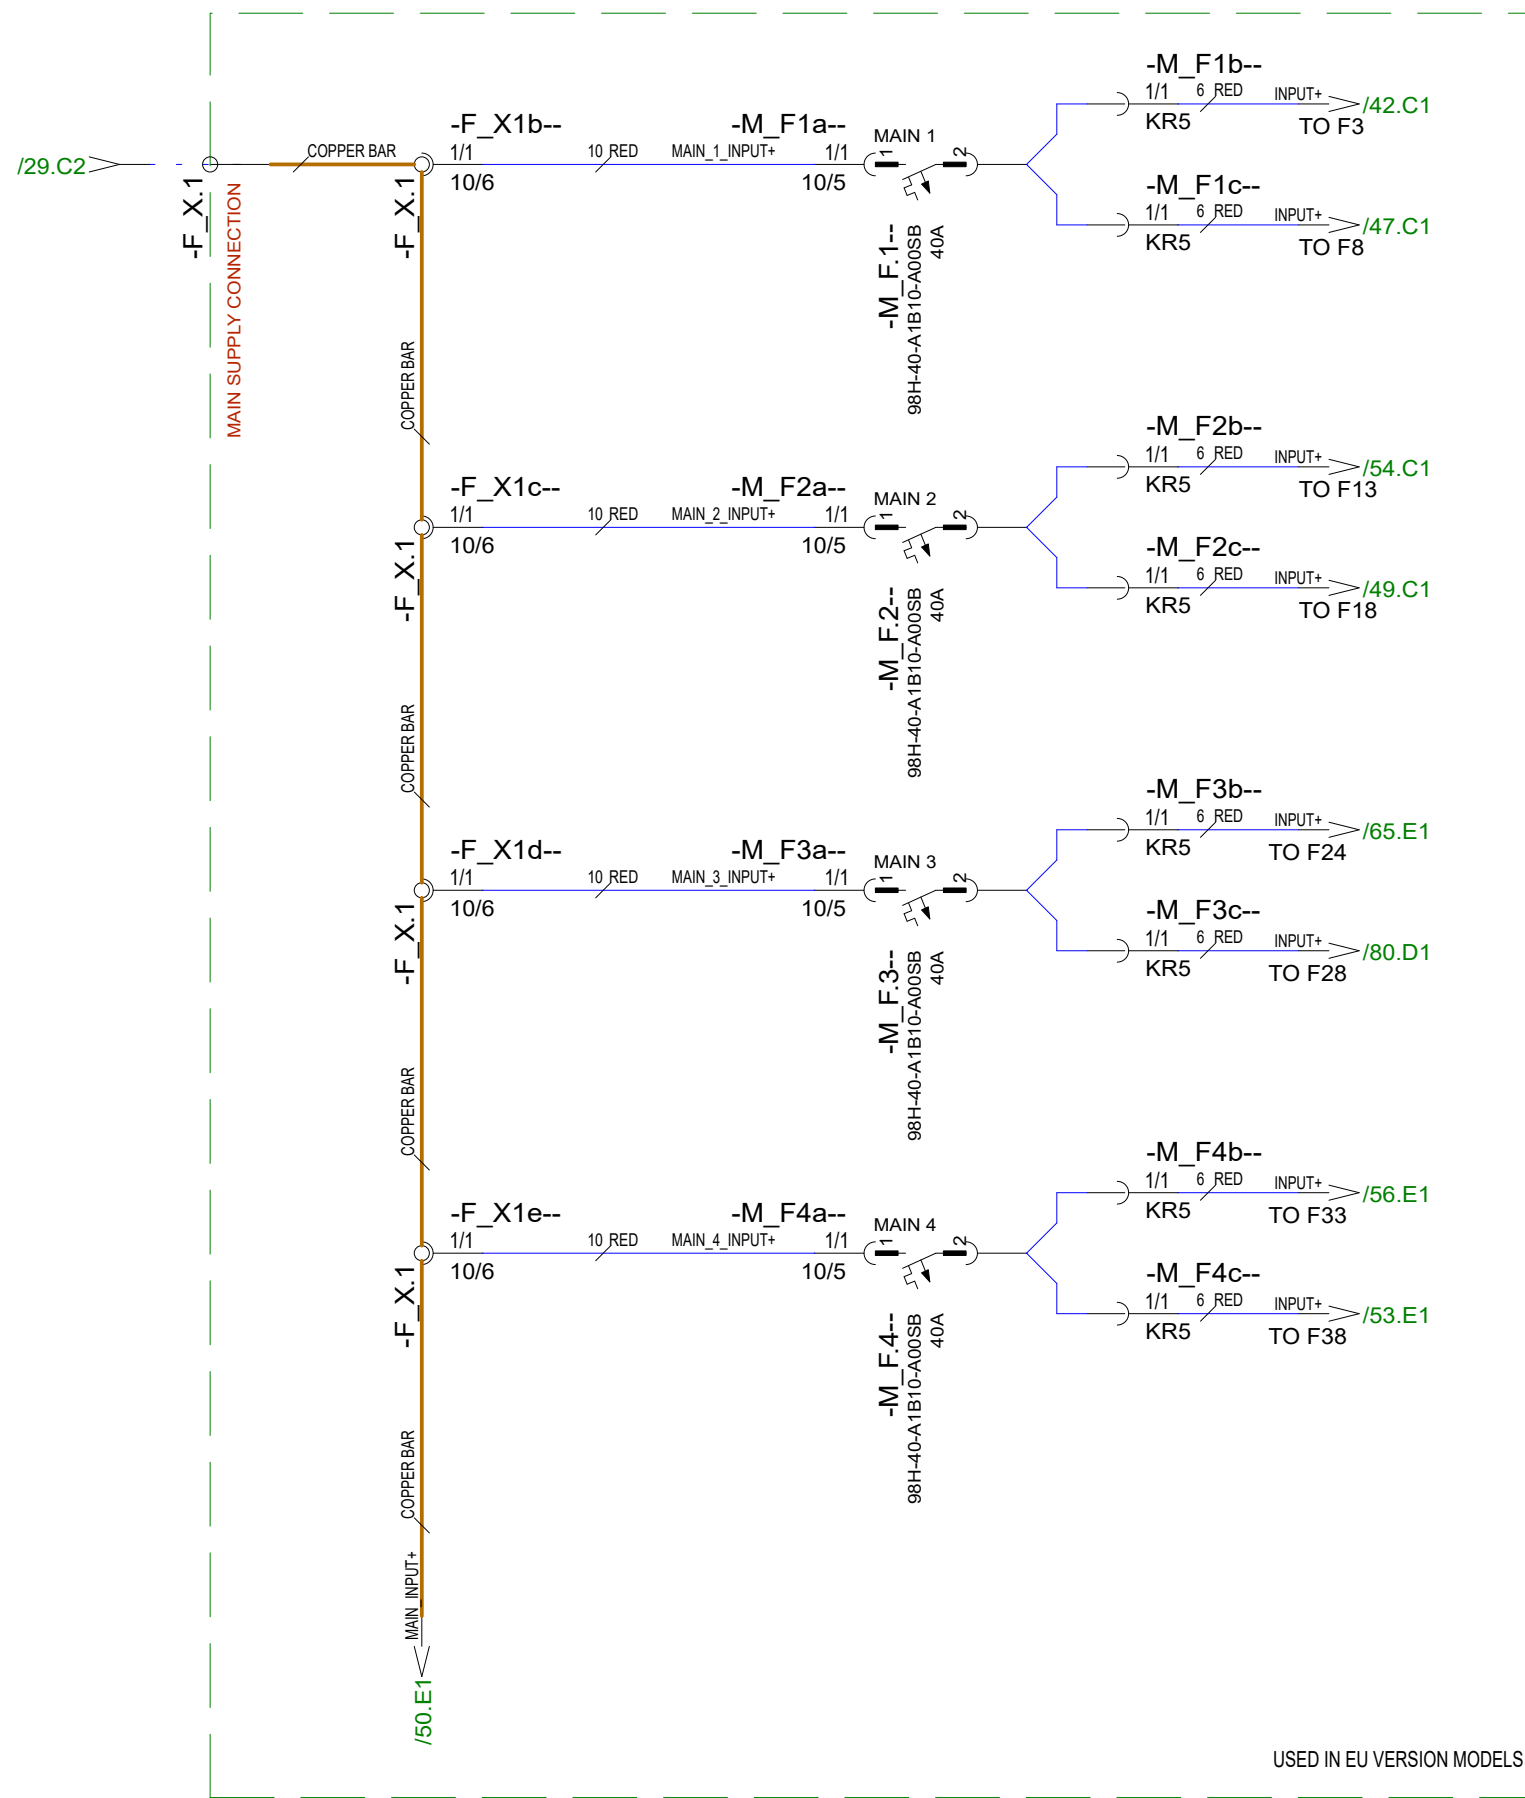 /29.C2
-F_X.1
MAIN SUPPLY CONNECTION
COPPER BAR
-F_X.1
-F_X1b--
1/1
10/6
10 RED
MAIN_1_INPUT+
-M_F1a--
1/1
10/5
MAIN 1
1
2
-M_F.1--
98H-40-A1B10-A00SB
40A
-M_F1b--
1/1
6 RED
INPUT+
KR5
TO F3
/42.C1
-M_F1c--
1/1
6 RED
INPUT+
KR5
TO F8
/47.C1
COPPER BAR
-F_X.1
-F_X1c--
1/1
10/6
10 RED
MAIN_2_INPUT+
-M_F2a--
1/1
10/5
MAIN 2
1
2
-M_F.2--
98H-40-A1B10-A00SB
40A
-M_F2b--
1/1
6 RED
INPUT+
KR5
TO F13
/54.C1
-M_F2c--
1/1
6 RED
INPUT+
KR5
TO F18
/49.C1
COPPER BAR
-F_X.1
-F_X1d--
1/1
10/6
10 RED
MAIN_3_INPUT+
-M_F3a--
1/1
10/5
MAIN 3
1
2
-M_F.3--
98H-40-A1B10-A00SB
40A
-M_F3b--
1/1
6 RED
INPUT+
KR5
TO F24
/65.E1
-M_F3c--
1/1
6 RED
INPUT+
KR5
TO F28
/80.D1
COPPER BAR
-F_X.1
-F_X1e--
1/1
10/6
10 RED
MAIN_4_INPUT+
-M_F4a--
1/1
10/5
MAIN 4
1
2
-M_F.4--
98H-40-A1B10-A00SB
40A
-M_F4b--
1/1
6 RED
INPUT+
KR5
TO F33
/56.E1
-M_F4c--
1/1
6 RED
INPUT+
KR5
TO F38
/53.E1
COPPER BAR
MAIN_INPUT+
/50.E1
USED IN EU VERSION MODELS